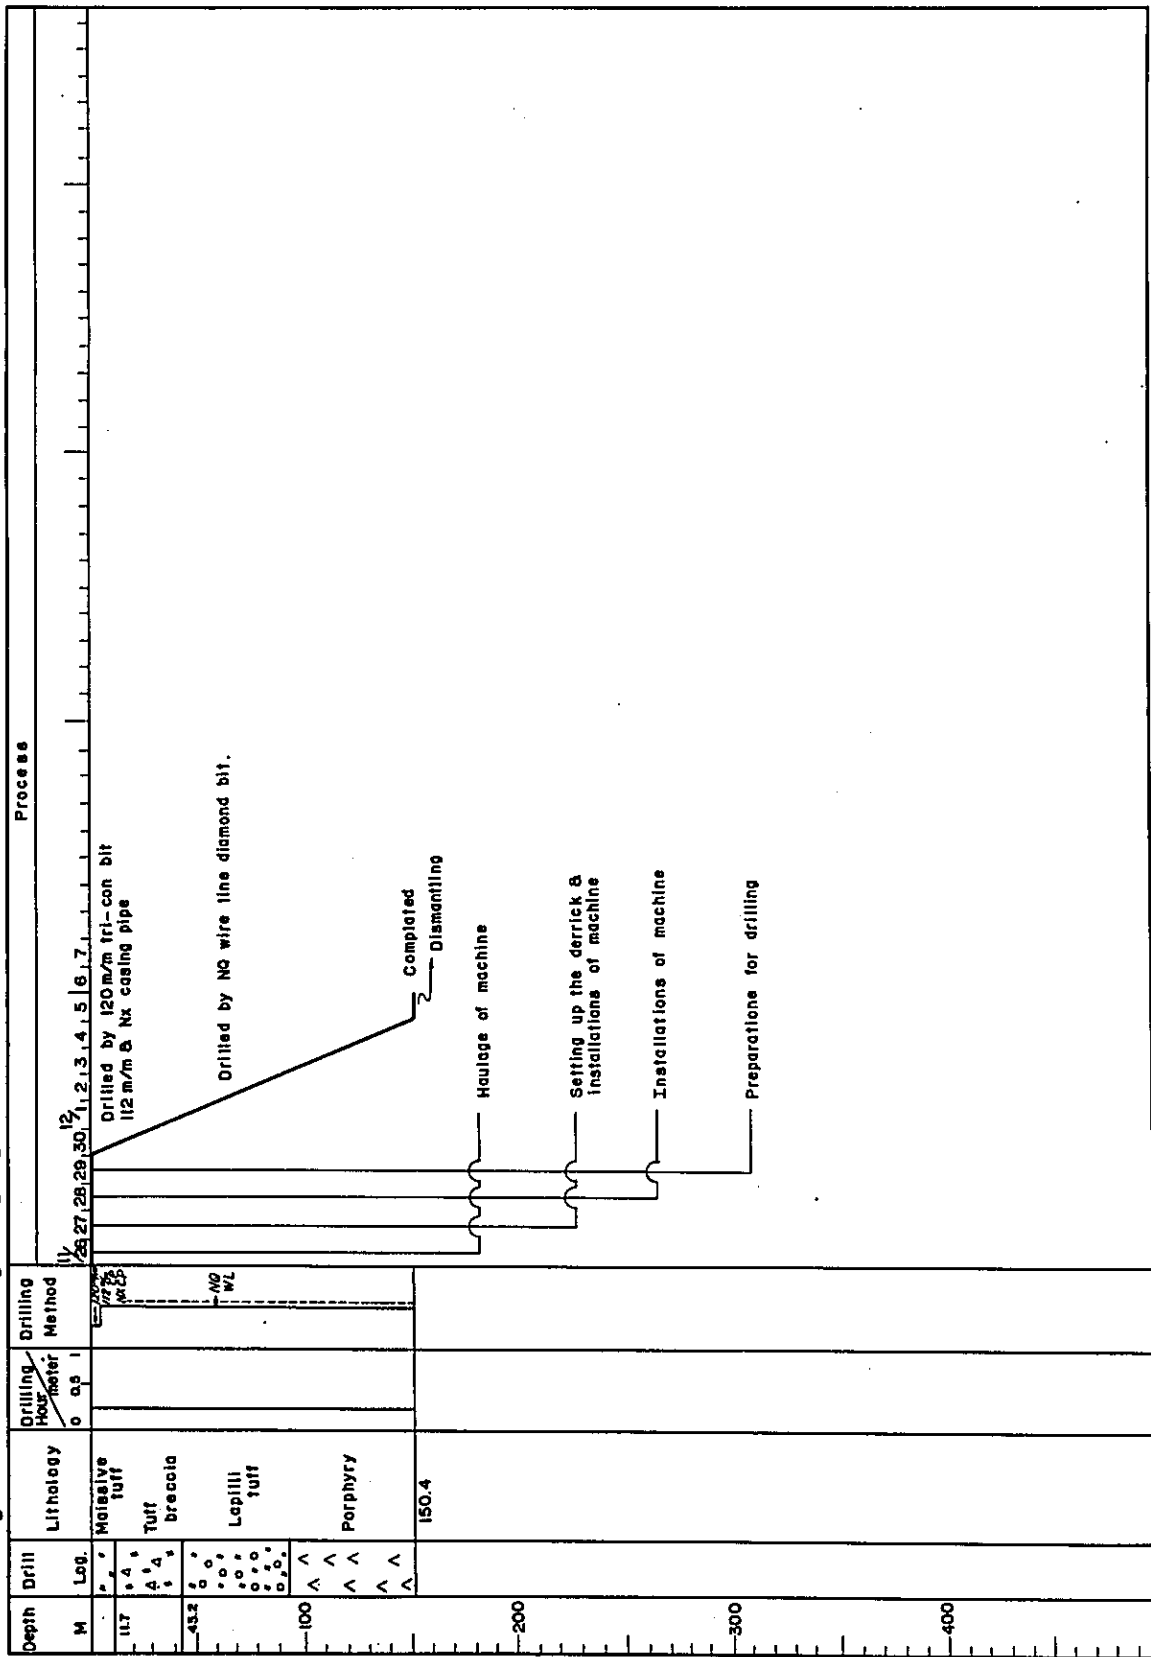 Depth
M
Drill
Log.
Lithology
Drilling
Hour
meter
0 0.5 1
Drilling
Method
Process
11/
26 27 28 29 30
12/
1 2 3 4 5 6 7
11.7
45.2
100
200
300
400
Maissive
tuff
Tuff
breccia
Lapilli
tuff
Porphyry
150.4
NQ
WL
Drilled by 120m/m tri-con bit
112 m/m & Nx casing pipe
Drilled by NQ wire line diamond bit.
Complated
Dismantling
Haulage of machine
Setting up the derrick &
installations of machine
Installations of machine
Preparations for drilling